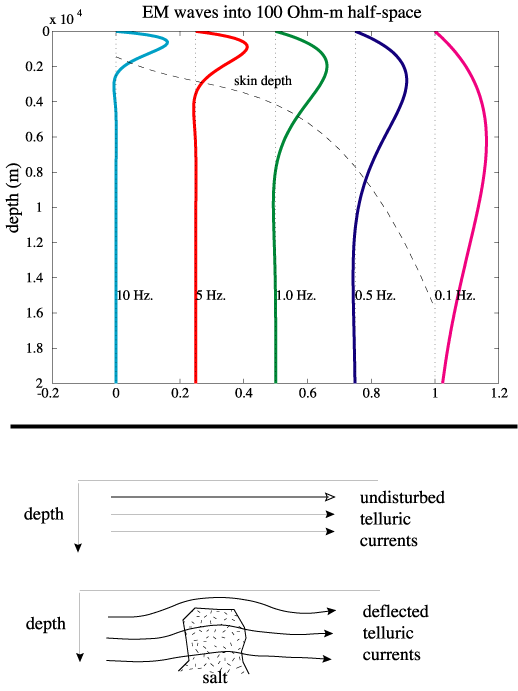 EM waves into 100 Ohm-m half-space
x 10 4
0
0.2
0.4
0.6
0.8
1
1.2
1.4
1.6
1.8
2
depth (m)
skin depth
10 Hz. 5 Hz. 1.0 Hz. 0.5 Hz. 0.1 Hz.
-0.2 0 0.2 0.4 0.6 0.8 1 1.2
depth
undisturbed
telluric
currents
depth
deflected
telluric
currents
salt